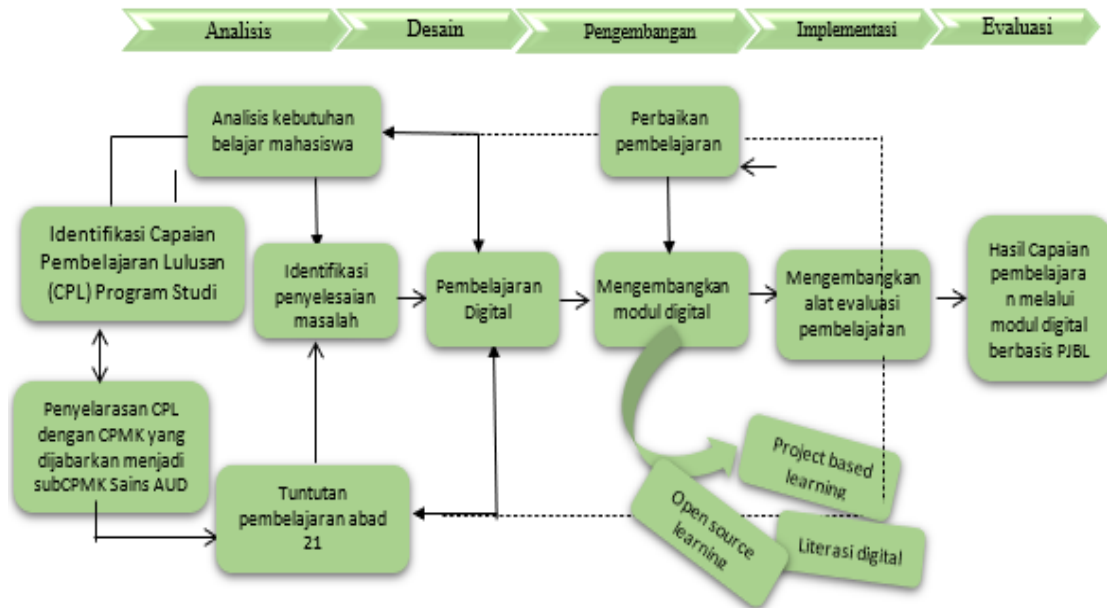 Analisis
Desain
Pengembangan
Implementasi
Evaluasi
Analisis kebutuhan
belajar mahasiswa
Perbaikan
pembelajaran
Identifikasi Capaian
Pembelajaran Lulusan
(CPL) Program Studi
Identifikasi
penyelesaian
masalah
Pembelajaran
Digital
Mengembangkan
modul digital
Mengembangkan
alat evaluasi
pembelajaran
Hasil Capaian
pembelajara
n melalui
modul digital
berbasis PJBL
Penyelarasan CPL
dengan CPMK yang
dijabarkan menjadi
subCPMK Sains AUD
Tuntutan
pembelajaran abad
21
Project based
learning
Open source
learning
Literasi digital